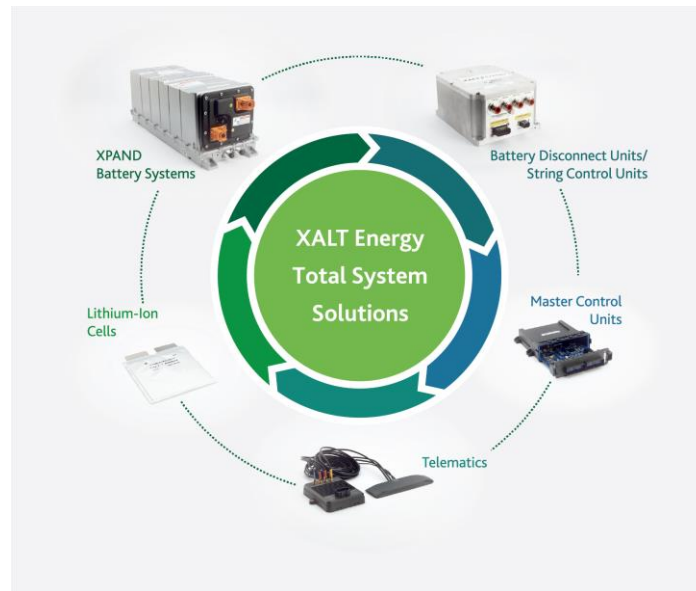 XPAND
Battery Systems
Battery Disconnect Units/
String Control Units
XALT Energy
Total System
Solutions
Lithium-Ion
Cells
Master Control
Units
Telematics